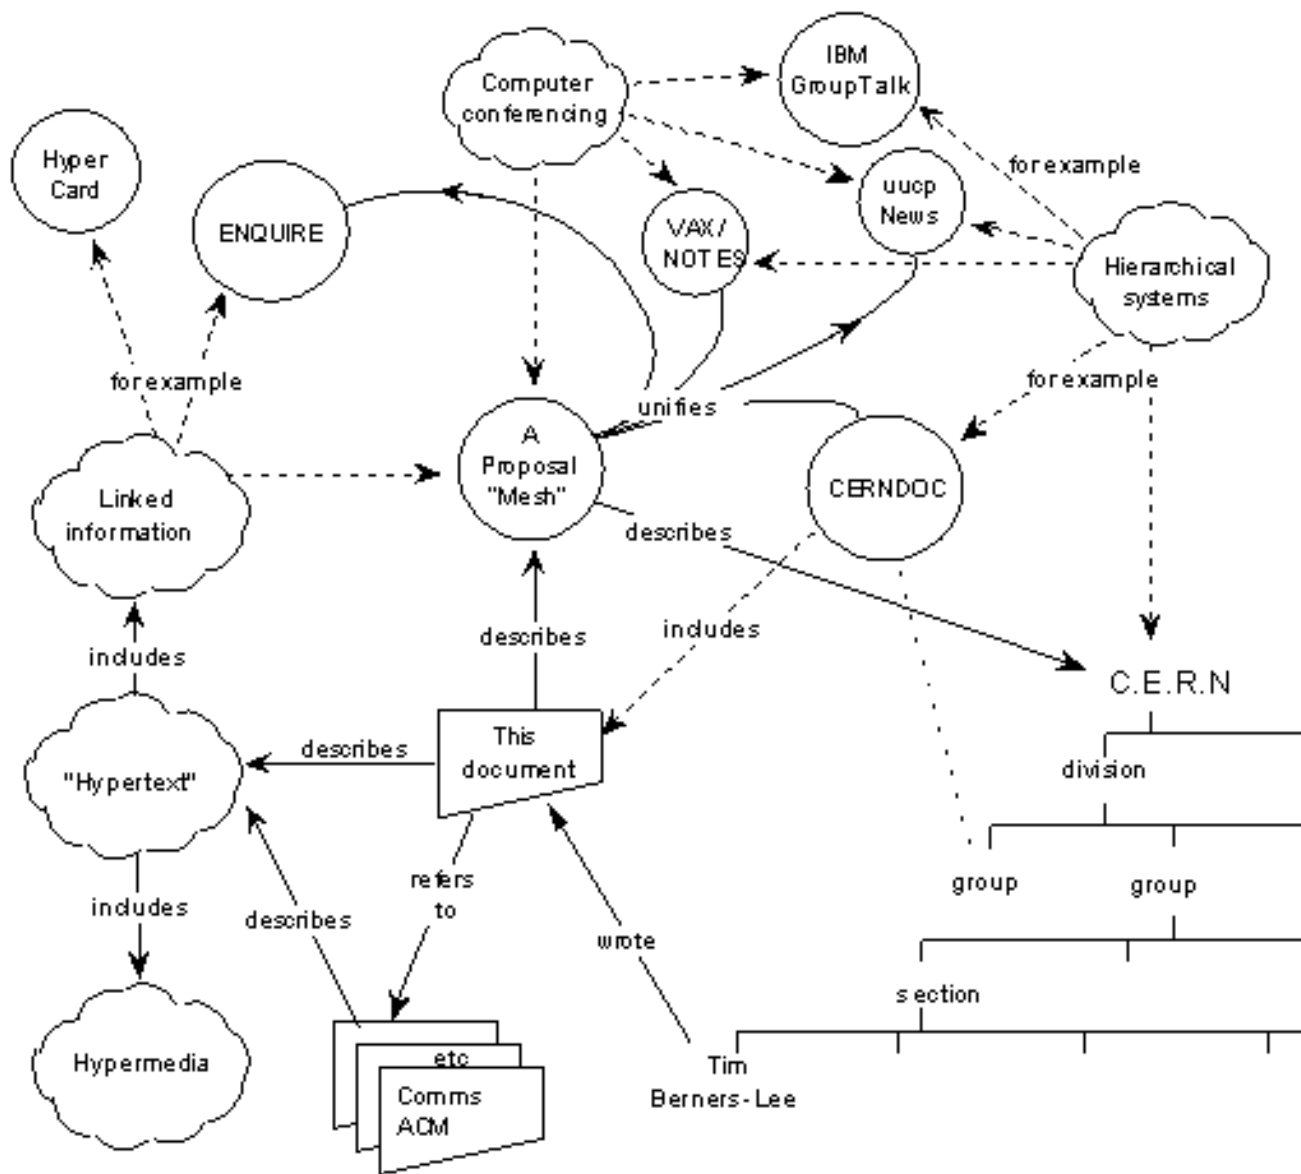 IBM
GroupTalk
Computer
conferencing
Hyper
Card
for example
uucp
News
ENQUIRE
VAX/
NOTES
Hierarchical
systems
for example
for example
unifies
A
Proposal
"Mesh"
CERNDOC
Linked
information
describes
includes
describes
includes
C.E.R.N
This
document
describes
"Hypertext"
division
refers
to
group
group
includes
describes
wrote
section
Hypermedia
etc
Tim
Berners-Lee
Comms
ACM